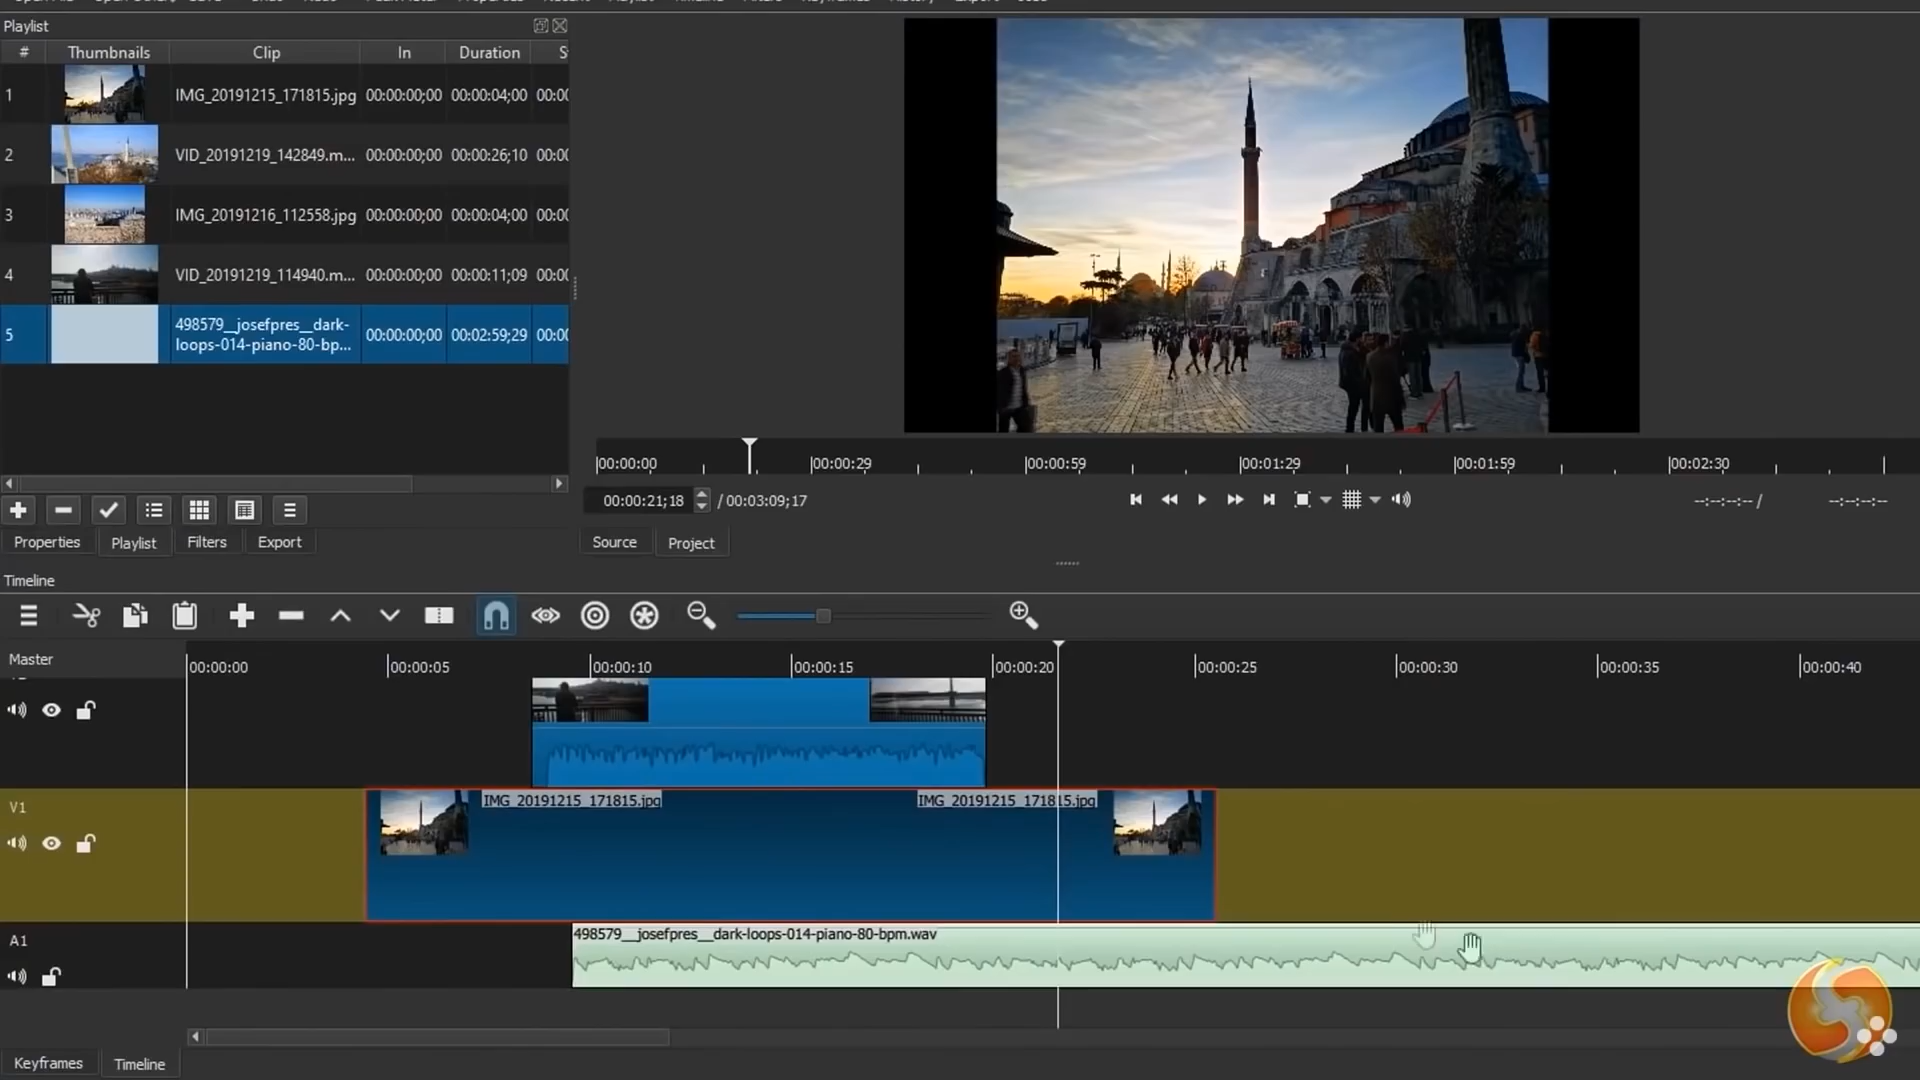 Playlist
# Thumbnails Clip In Duration
1 IMG_20191215_171815.jpg 00:00:00;00 00:00:04;00 00:0
2 VID_20191219_142849.m... 00:00:00;00 00:00:26;10 00:0
3 IMG_20191216_112558.jpg 00:00:00;00 00:00:04;00 00:0
4 VID_20191219_114940.m... 00:00:00;00 00:00:11;09 00:0
5 498579__josefpres__dark-
loops-014-piano-80-bp... 00:00:00;00 00:02:59;29 00:0
00:00:00 00:00:29 00:00:59 00:01:29 00:01:59 00:02:30
00:00:21;18 / 00:03:09;17 --:--:--:-- / --:--:--:--
Properties Playlist Filters Export Source Project
Timeline
Master 00:00:00 00:00:05 00:00:10 00:00:15 00:00:20 00:00:25 00:00:30 00:00:35 00:00:40
V1 IMG_20191215_171815.jpg IMG_20191215_171815.jpg
A1 498579__josefpres__dark-loops-014-piano-80-bpm.wav
Keyframes Timeline